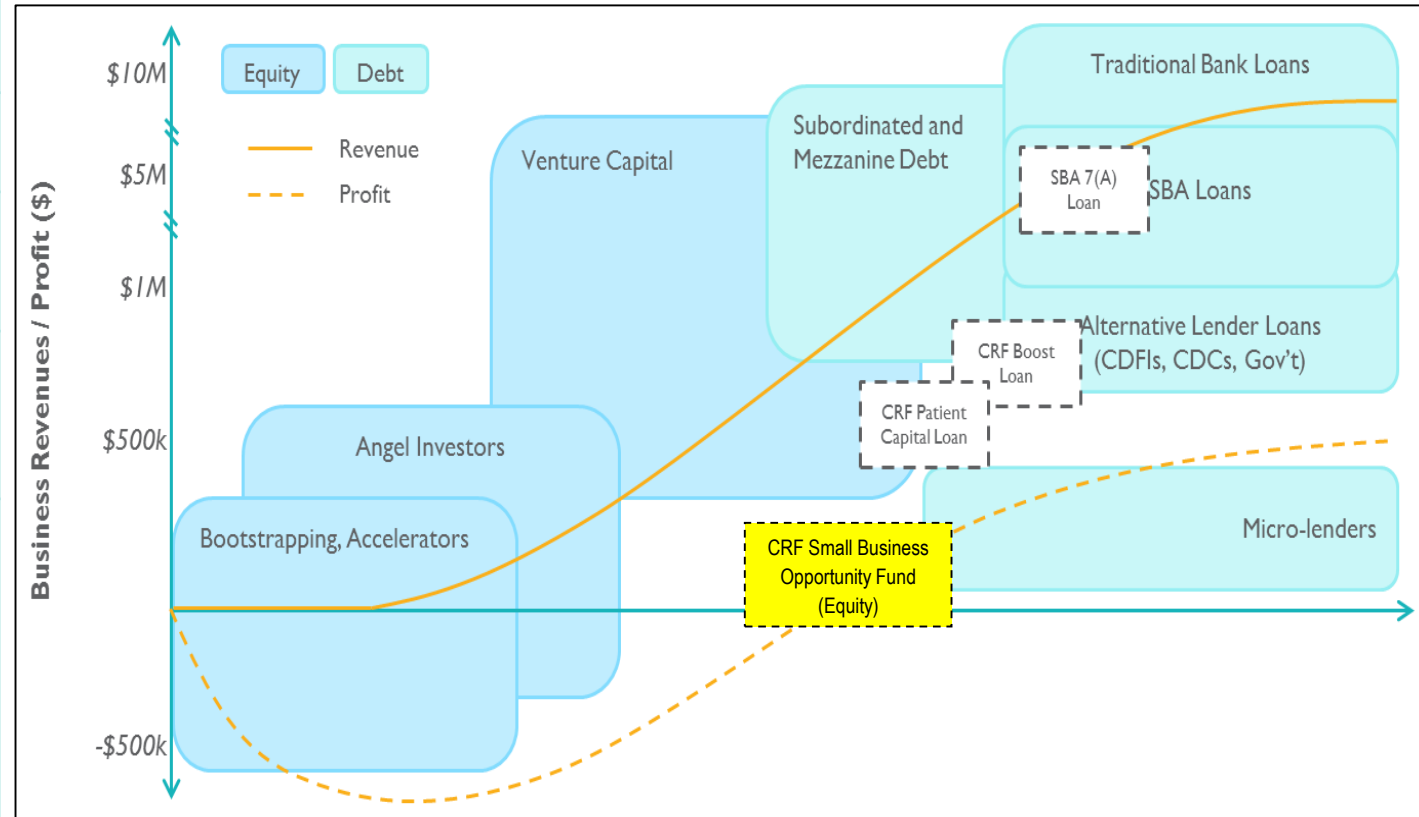 Business Revenues / Profit ($)
$10M
$5M
$1M
$500k
-$500k
Equity
Debt
Revenue
Profit
Traditional Bank Loans
Subordinated and
Mezzanine Debt
Venture Capital
SBA 7(A)
Loan
SBA Loans
Alternative Lender Loans
(CDFIs, CDCs, Gov't)
CRF Boost
Loan
CRF Patient
Capital Loan
Angel Investors
Bootstrapping, Accelerators
CRF Small Business
Opportunity Fund
(Equity)
Micro-lenders